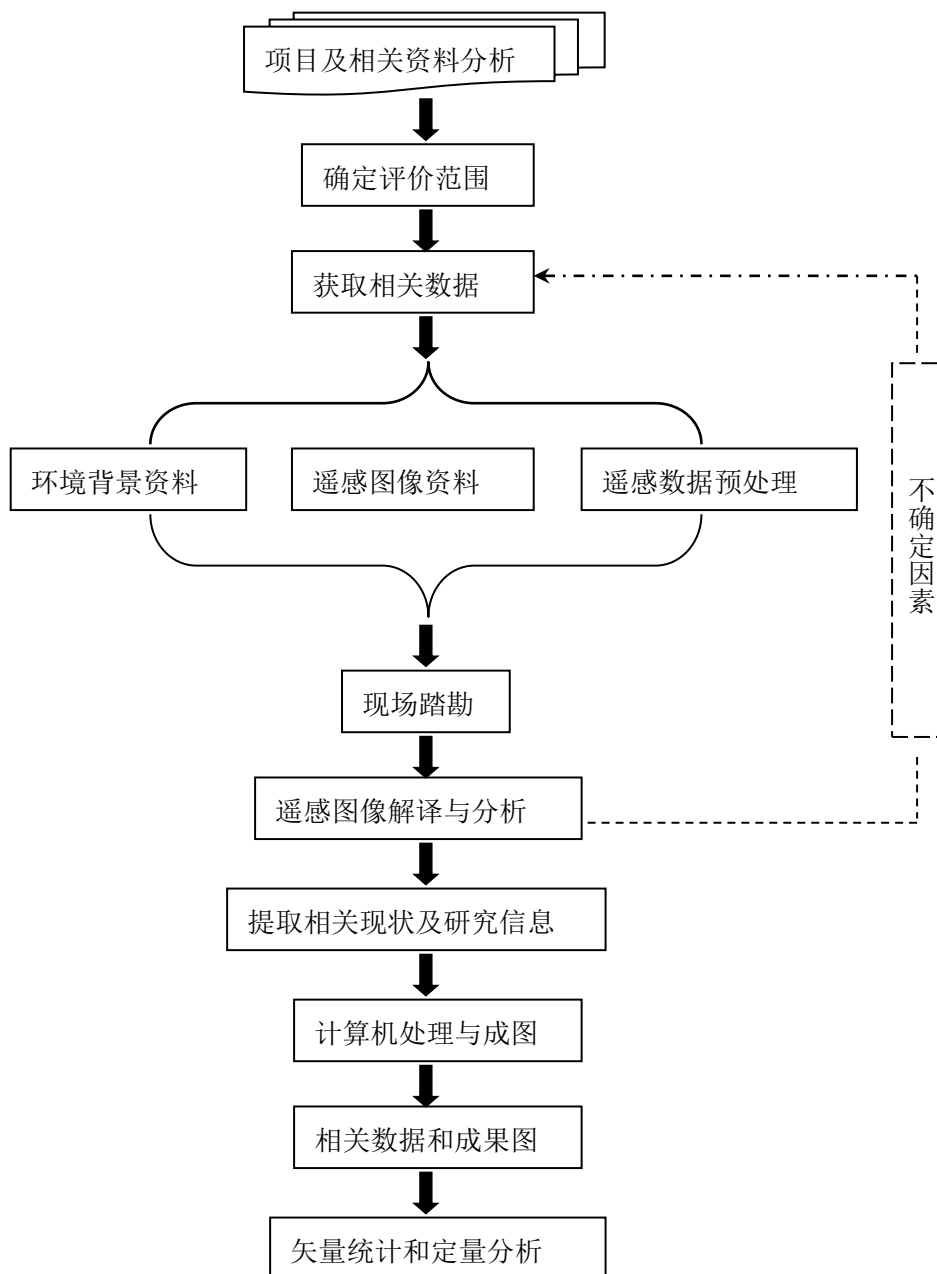 项目及相关资料分析
确定评价范围
获取相关数据
环境背景资料
遥感图像资料
遥感数据预处理
不确定因素
现场踏勘
遥感图像解译与分析
提取相关现状及研究信息
计算机处理与成图
相关数据和成果图
矢量统计和定量分析